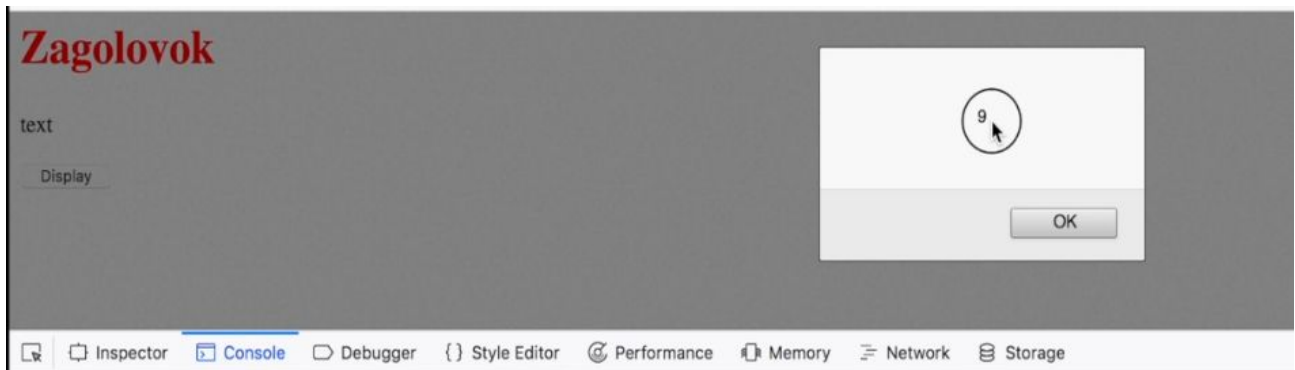 Zagolovok
text
Display
9
OK
Inspector Console Debugger { } Style Editor Performance Memory Network Storage